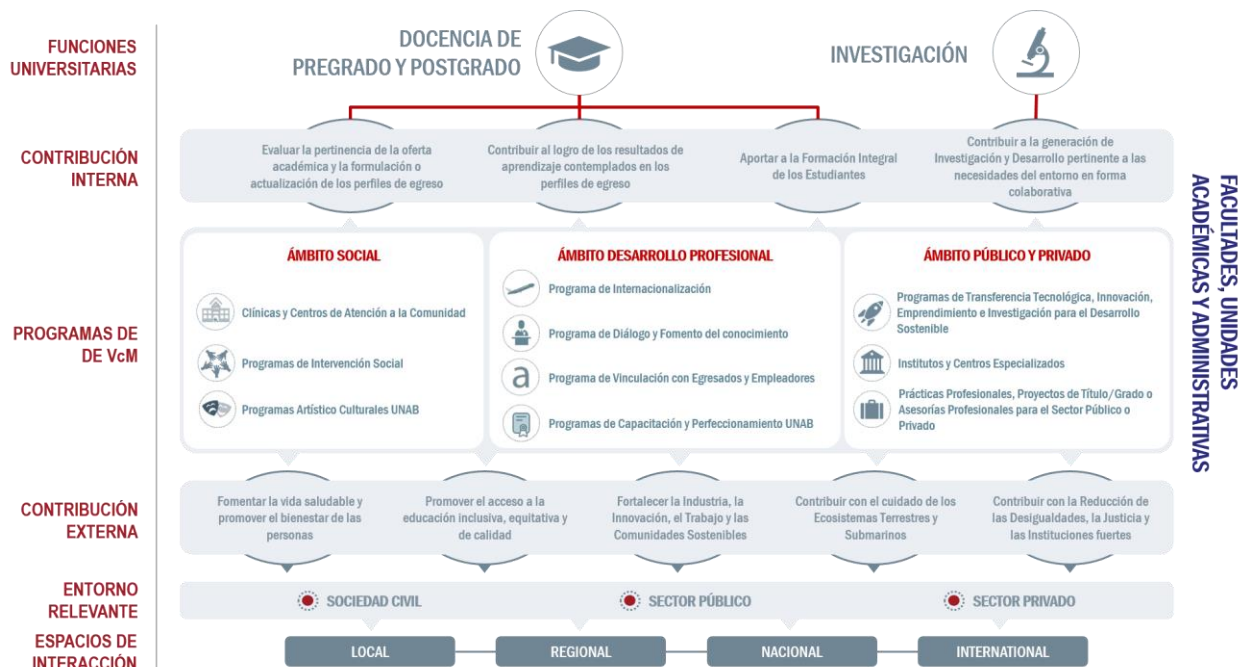 FUNCIONES
UNIVERSITARIAS
DOCENCIA DE
PREGRADO Y POSTGRADO
INVESTIGACIÓN
CONTRIBUCIÓN
INTERNA
Evaluar la pertinencia de la oferta
académica y la formulación o
actualización de los perfiles de egreso
Contribuir al logro de los resultados de
aprendizaje contemplados en los
perfiles de egreso
Aportar a la Formación Integral
de los Estudiantes
Contribuir a la generación de
Investigación y Desarrollo pertinente a las
necesidades del entorno en forma
colaborativa
PROGRAMAS DE
DE VcM
ÁMBITO SOCIAL
Clínicas y Centros de Atención a la Comunidad
Programas de Intervención Social
Programas Artístico Culturales UNAB
ÁMBITO DESARROLLO PROFESIONAL
Programa de Internacionalización
Programa de Diálogo y Fomento del conocimiento
a
Programa de Vinculación con Egresados y Empleadores
Programas de Capacitación y Perfeccionamiento UNAB
ÁMBITO PÚBLICO Y PRIVADO
Programas de Transferencia Tecnológica, Innovación,
Emprendimiento e Investigación para el Desarrollo
Sostenible
Institutos y Centros Especializados
Prácticas Profesionales, Proyectos de Título/Grado o
Asesorías Profesionales para el Sector Público o
Privado
CONTRIBUCIÓN
EXTERNA
Fomentar la vida saludable y
promover el bienestar de las
personas
Promover el acceso a la
educación inclusiva, equitativa y
de calidad
Fortalecer la Industria, la
Innovación, el Trabajo y las
Comunidades Sostenibles
Contribuir con el cuidado de los
Ecosistemas Terrestres y
Submarinos
Contribuir con la Reducción de
las Desigualdades, la Justicia y
las Instituciones fuertes
ENTORNO
RELEVANTE
SOCIEDAD CIVIL
SECTOR PÚBLICO
SECTOR PRIVADO
ESPACIOS DE
INTERACCIÓN
LOCAL
REGIONAL
NACIONAL
INTERNATIONAL
FACULTADES, UNIDADES
ACADÉMICAS Y ADMINISTRATIVAS